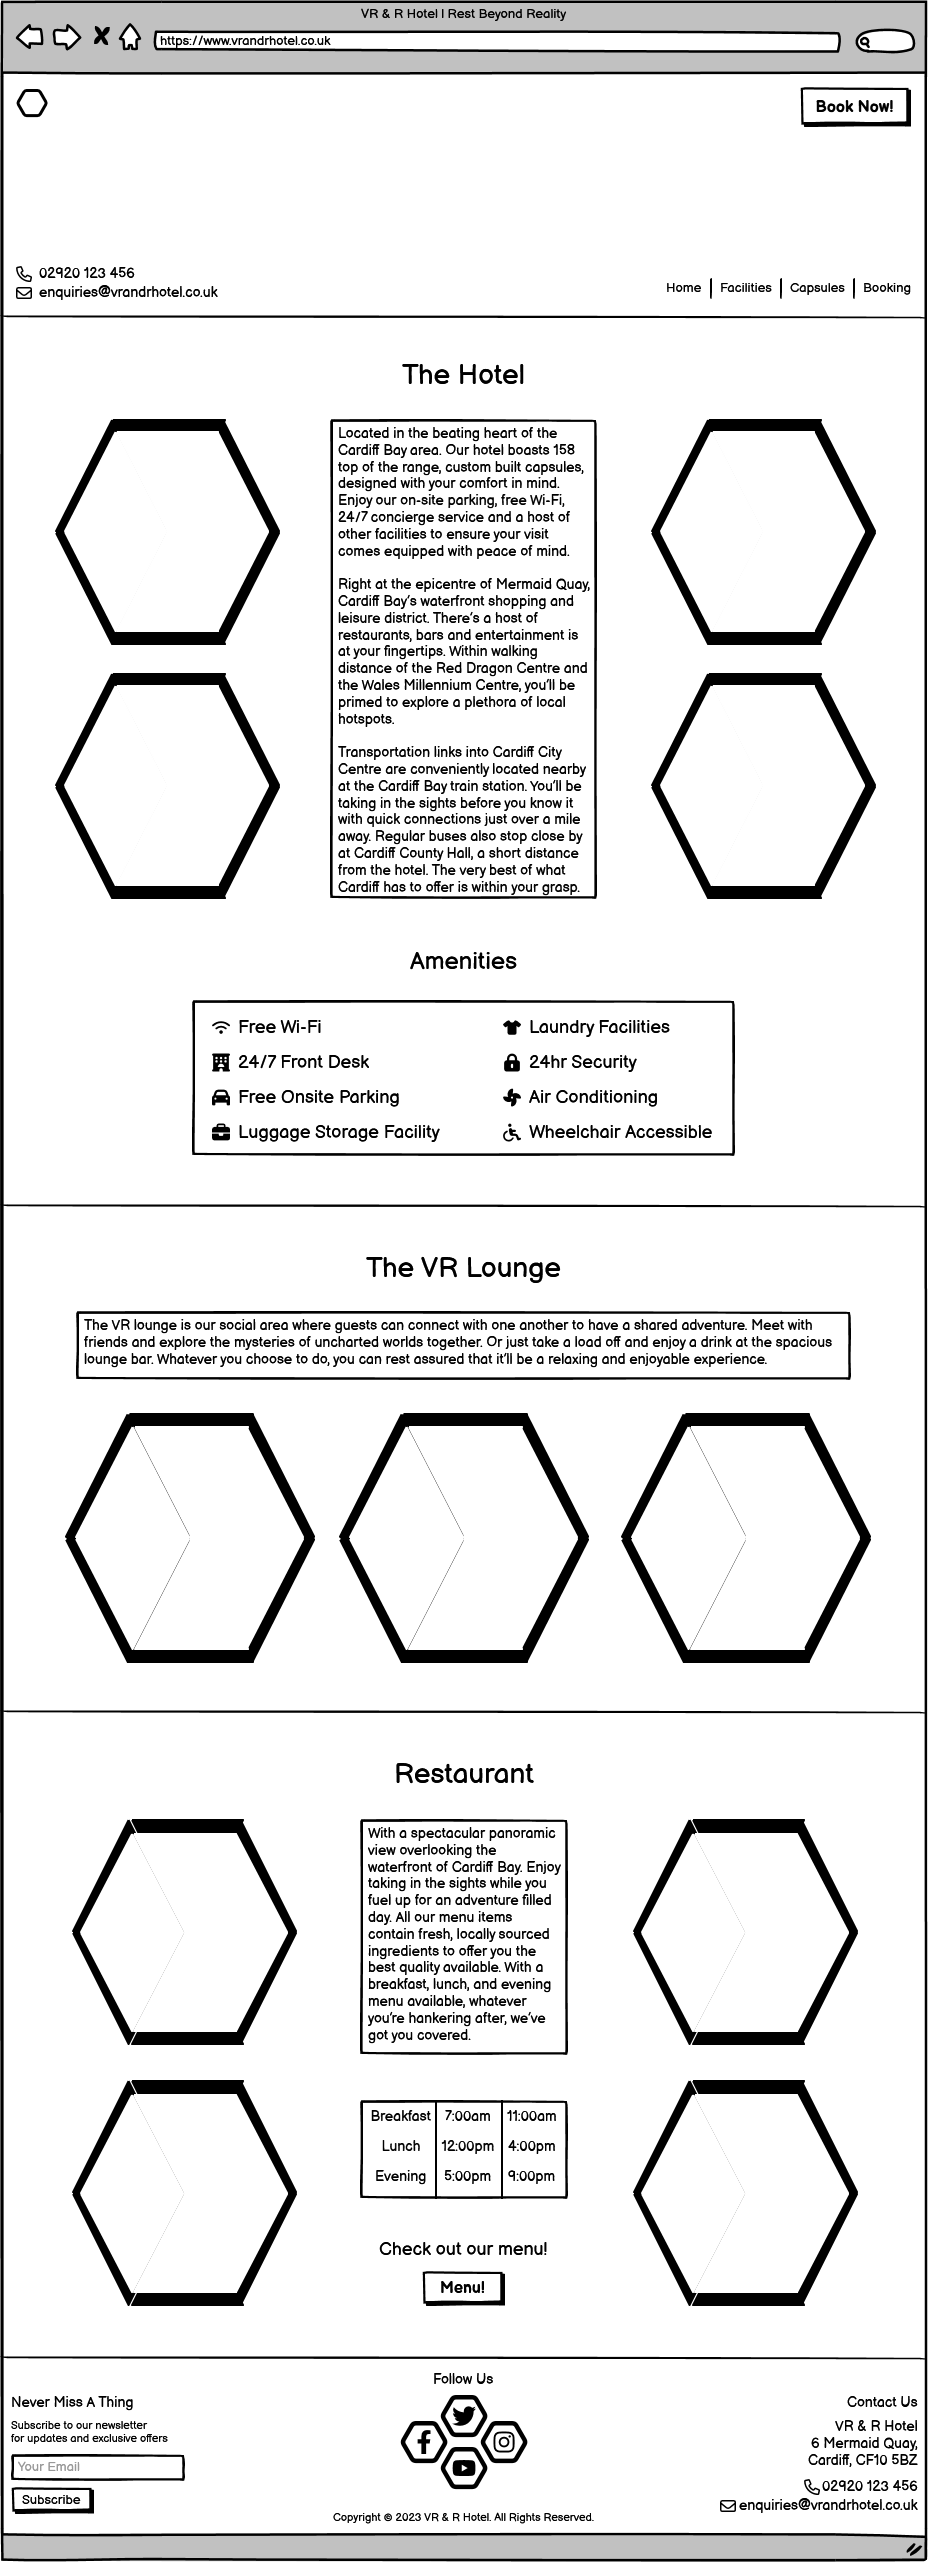 VR & R Hotel | Rest Beyond Reality
https://www.vrandrhotel.co.uk
Book Now!
02920 123 456
enquiries@vrandrhotel.co.uk
Home
Facilities
Capsules
Booking
The Hotel
Located in the beating heart of the
Cardiff Bay area. Our hotel boasts 158
top of the range, custom built capsules,
designed with your comfort in mind.
Enjoy our on-site parking, free Wi-Fi,
24/7 concierge service and a host of
other facilities to ensure your visit
comes equipped with peace of mind.
Right at the epicentre of Mermaid Quay,
Cardiff Bay's waterfront shopping and
leisure district. There's a host of
restaurants, bars and entertainment is
at your fingertips. Within walking
distance of the Red Dragon Centre and
the Wales Millennium Centre, you'll be
primed to explore a plethora of local
hotspots.
Transportation links into Cardiff City
Centre are conveniently located nearby
at the Cardiff Bay train station. You'll be
taking in the sights before you know it
with quick connections just over a mile
away. Regular buses also stop close by
at Cardiff County Hall, a short distance
from the hotel. The very best of what
Cardiff has to offer is within your grasp.
Amenities
Free Wi-Fi
Laundry Facilities
24/7 Front Desk
24hr Security
Free Onsite Parking
Air Conditioning
Luggage Storage Facility
Wheelchair Accessible
The VR Lounge
The VR lounge is our social area where guests can connect with one another to have a shared adventure. Meet with
friends and explore the mysteries of uncharted worlds together. Or just take a load off and enjoy a drink at the spacious
lounge bar. Whatever you choose to do, you can rest assured that it'll be a relaxing and enjoyable experience.
Restaurant
With a spectacular panoramic
view overlooking the
waterfront of Cardiff Bay. Enjoy
taking in the sights while you
fuel up for an adventure filled
day. All our menu items
contain fresh, locally sourced
ingredients to offer you the
best quality available. With a
breakfast, lunch, and evening
menu available, whatever
you're hankering after, we've
got you covered.
Breakfast 7:00am 11:00am
Lunch 12:00pm 4:00pm
Evening 5:00pm 9:00pm
Check out our menu!
Menu!
Never Miss A Thing
Subscribe to our newsletter
for updates and exclusive offers
Your Email
Subscribe
Follow Us
Copyright © 2023 VR & R Hotel. All Rights Reserved.
Contact Us
VR & R Hotel
6 Mermaid Quay,
Cardiff, CF10 5BZ
02920 123 456
enquiries@vrandrhotel.co.uk